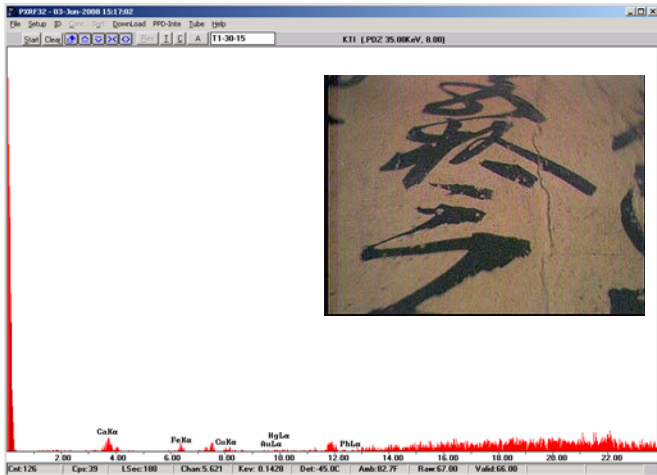 PXRF32 - 03-Jun-2008 15:17:02
File Setup ID Conc Sort DownLoad PPD-Inte Tube Help
Start Clear Rev I C A T1-30-15 KTI (.PDZ 35.00KeV, 8.00)
CaKα
FeKα
CuKα
HgLα
AuLα
PbLα
2.00 4.00 6.00 8.00 10.00 12.00 14.00 16.00 18.00 20.00 22.00
Cnt:126 Cps:39 LSec:180 Chan:5.621 Kev: 0.1428 Det:-45.0C Amb:82.7F Raw:67.00 Valid:66.00